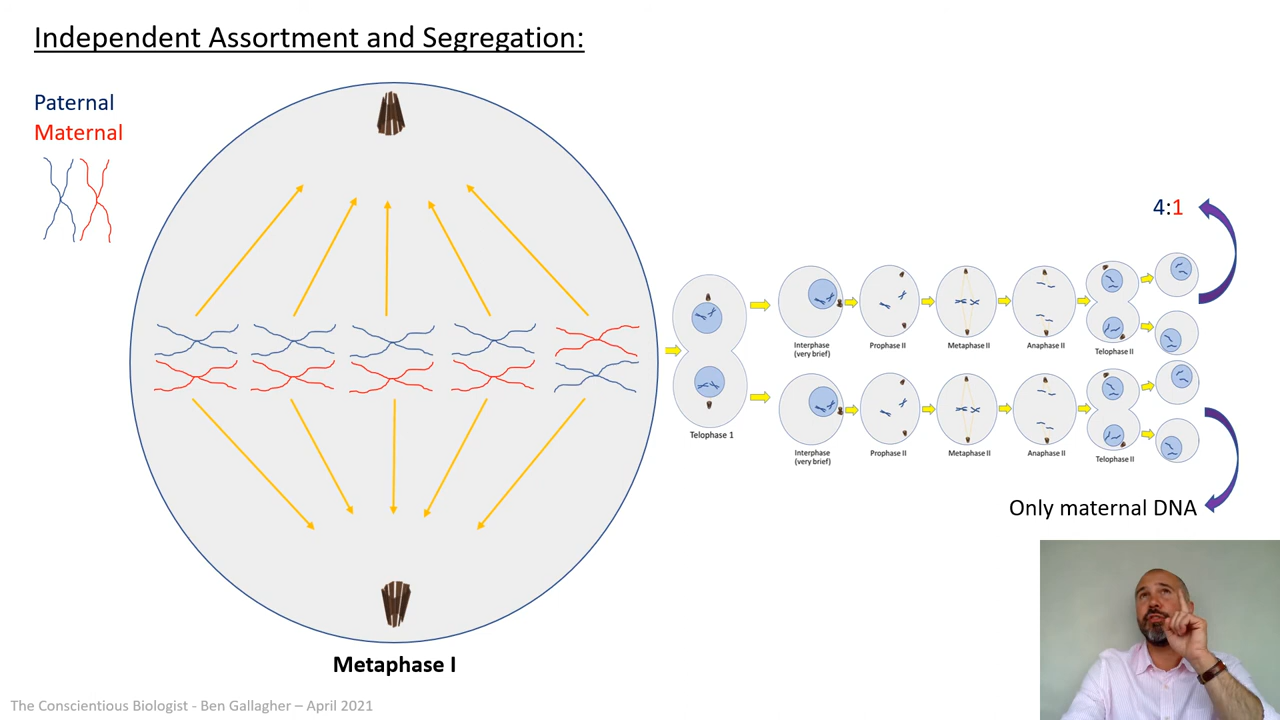 Independent Assortment and Segregation:
Paternal
Maternal
4:1
Telophase 1
Interphase
(very brief)
Prophase II
Metaphase II
Anaphase II
Telophase II
Interphase
(very brief)
Prophase II
Metaphase II
Anaphase II
Telophase II
Only maternal DNA
Metaphase I
The Conscientious Biologist - Ben Gallagher – April 2021